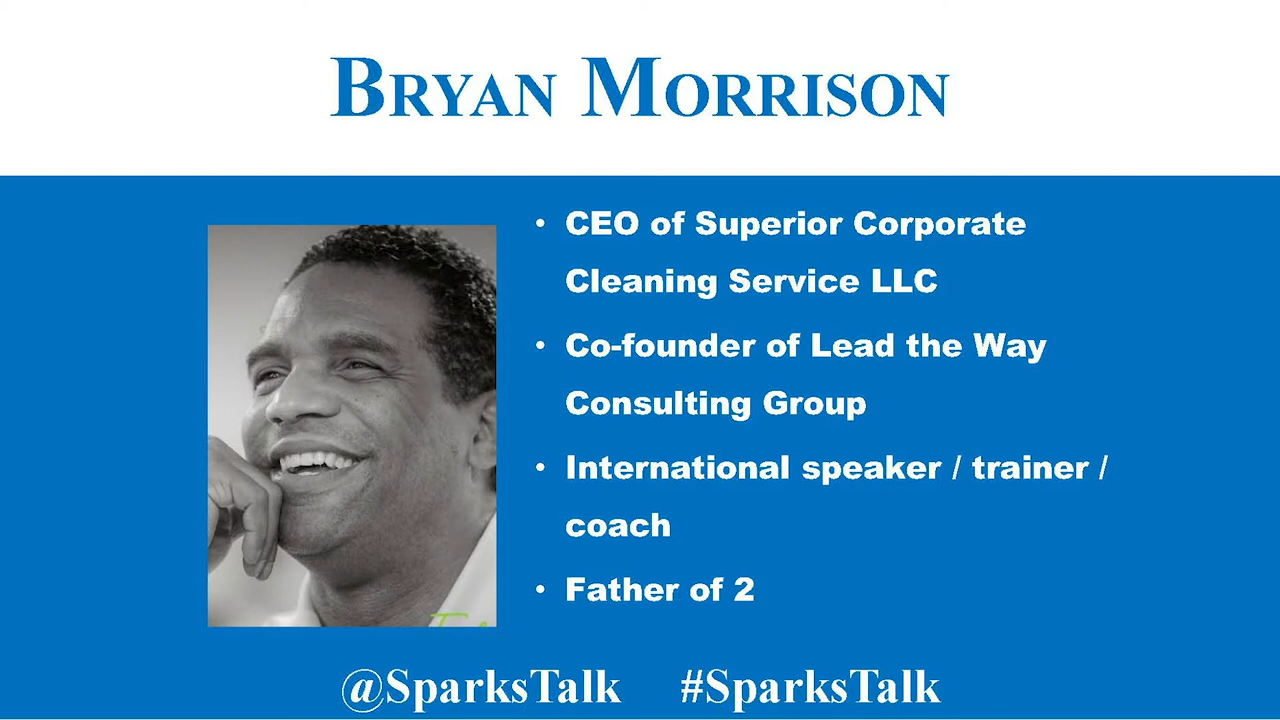 Bryan Morrison
• CEO of Superior Corporate
Cleaning Service LLC
• Co-founder of Lead the Way
Consulting Group
• International speaker / trainer /
coach
• Father of 2
@SparksTalk #SparksTalk